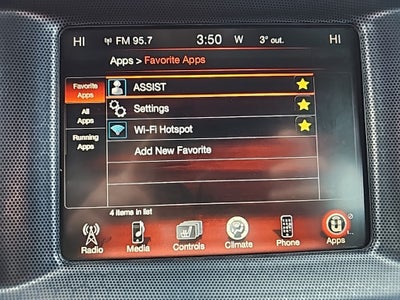 HI FM 95.7 3:50 W 3° out. HI
Apps > Favorite Apps
Favorite
Apps
All
Apps
Running
Apps
ASSIST
Settings
Wi-Fi Hotspot
Add New Favorite
4 items in list
Radio Media Controls Climate Phone Apps